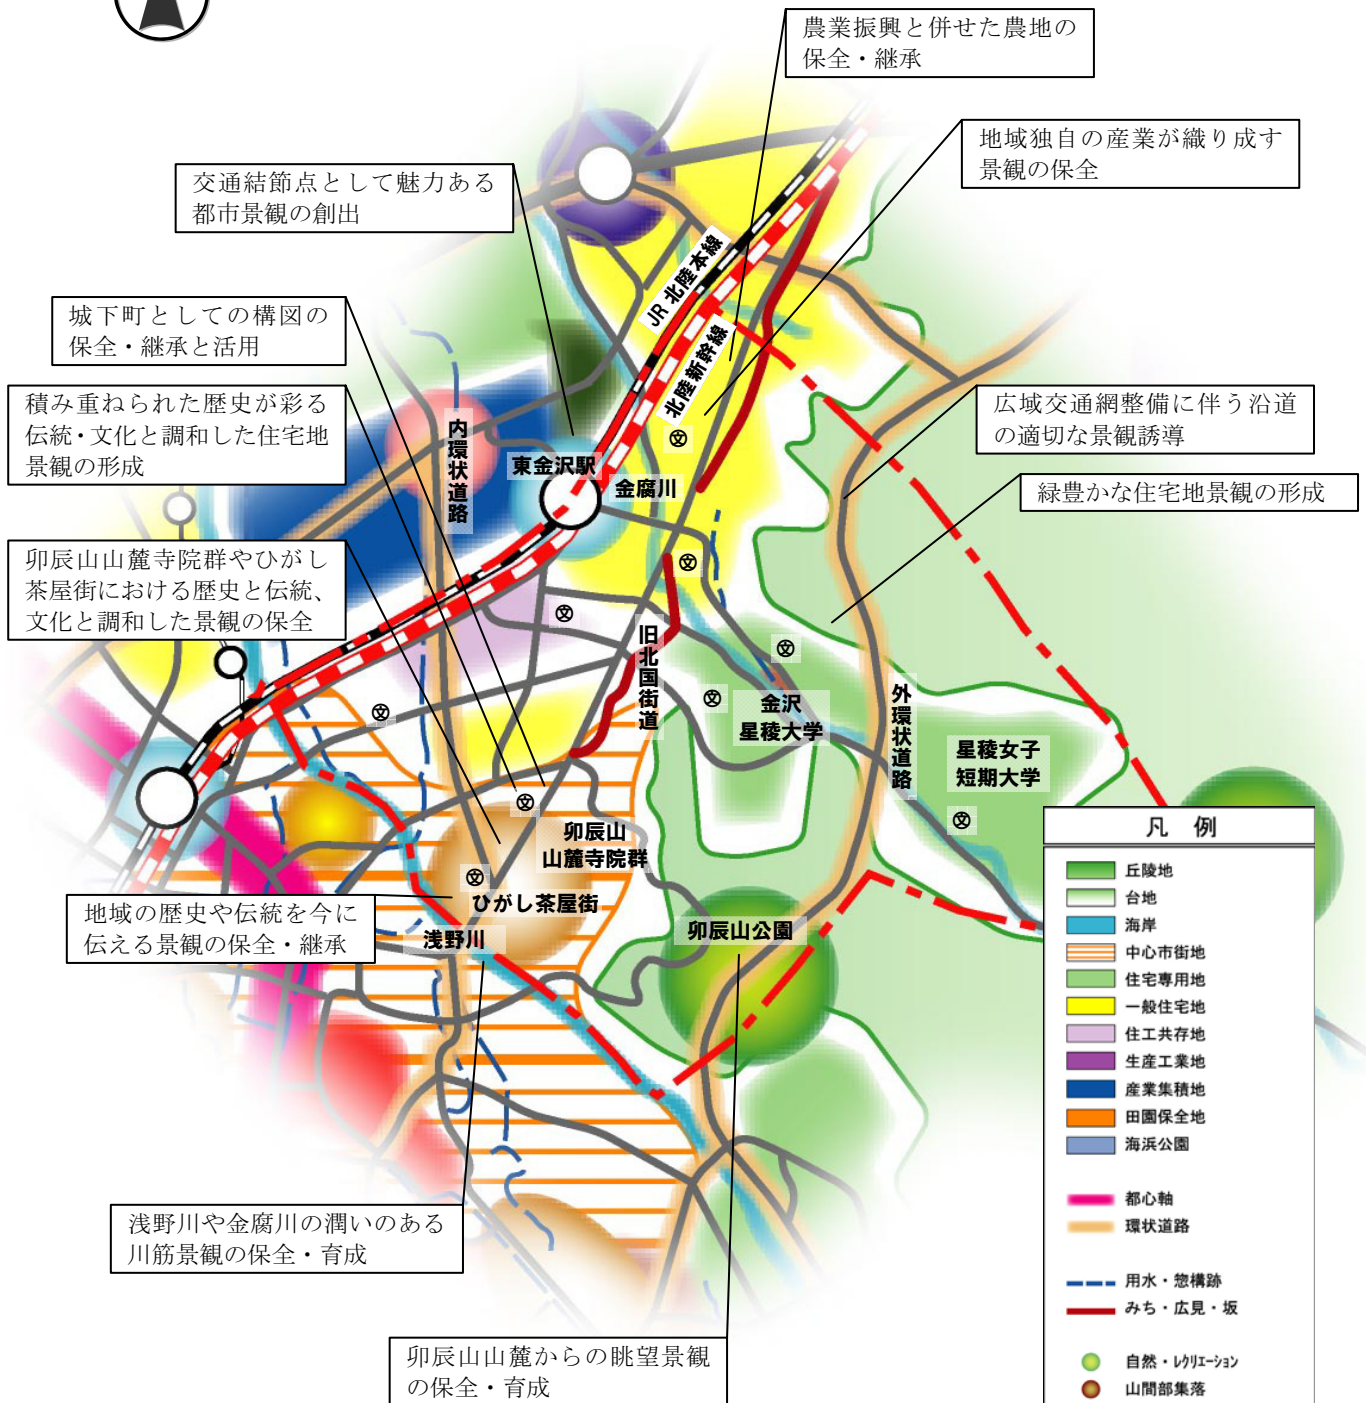 農業振興と併せた農地の
保全・継承
地域独自の産業が織り成す
景観の保全
交通結節点として魅力ある
都市景観の創出
城下町としての構図の
保全・継承と活用
積み重ねられた歴史が彩る
伝統・文化と調和した住宅地
景観の形成
卯辰山山麓寺院群やひがし
茶屋街における歴史と伝統、
文化と調和した景観の保全
広域交通網整備に伴う沿道
の適切な景観誘導
緑豊かな住宅地景観の形成
JR 北陸本線
北陸新幹線
内環状道路
東金沢駅
金腐川
文
文
文
文
文
文
文
文
文
旧北国街道
金沢
星稜大学
外環状道路
星稜女子
短期大学
卯辰山
山麓寺院群
ひがし茶屋街
浅野川
卯辰山公園
地域の歴史や伝統を今に
伝える景観の保全・継承
浅野川や金腐川の潤いのある
川筋景観の保全・育成
卯辰山山麓からの眺望景観
の保全・育成
凡 例
丘陵地
台地
海岸
中心市街地
住宅専用地
一般住宅地
住工共存地
生産工業地
産業集積地
田園保全地
海浜公園
都心軸
環状道路
用水・惣構跡
みち・広見・坂
自然・レクリエーション
山間部集落